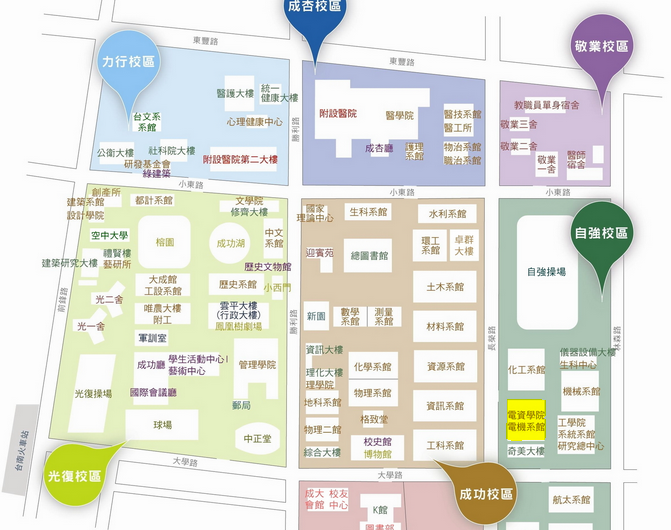 成杏校區
敬業校區
力行校區
東豐路
東豐路
醫護大樓
統一
健康大樓
心理健康中心
台文系
系館
公衛大樓
社科院大樓
研發基金會
綠建築
附設醫院第二大樓
勝利路
附設醫院
醫學院
醫技系館
醫工所
成杏廳
護理
系館
物治系館
職治系館
教職員單身宿舍
敬業三舍
敬業二舍
敬業
一舍
醫師
宿舍
小東路
小東路
小東路
創產所
建築系館
設計學院
都計系館
文學院
修齊大樓
空中大學
榕園
成功湖
中文
系館
禮賢樓
藝研所
建築研究大樓
歷史文物館
大成館
工設系館
歷史系館
小西門
光二舍
唯農大樓
附工
雲平大樓
(行政大樓)
鳳凰樹劇場
光一舍
軍訓室
前鋒路
勝利路
成功廳
學生活動中心I
藝術中心
管理學院
光復操場
國際會議廳
郵局
球場
中正堂
台南火車站
光復校區
大學路
國家
理論中心
生科系館
水利系館
迎賓苑
總圖書館
環工
系館
卓群
大樓
土木系館
新園
數學
系館
測量
系館
材料系館
資訊大樓
理化大樓
理學院
化學系館
資源系館
地科系館
物理系館
資訊系館
格致堂
物理二館
綜合大樓
校史館
博物館
工科系館
大學路
成功校區
長榮路
自強校區
自強操場
林森路
儀器設備大樓
生科中心
化工系館
機械系館
電資學院
電機系館
工學院
系統系館
研究總中心
奇美大樓
航太系館
成大 校友
會館 中心
K館
圖書部